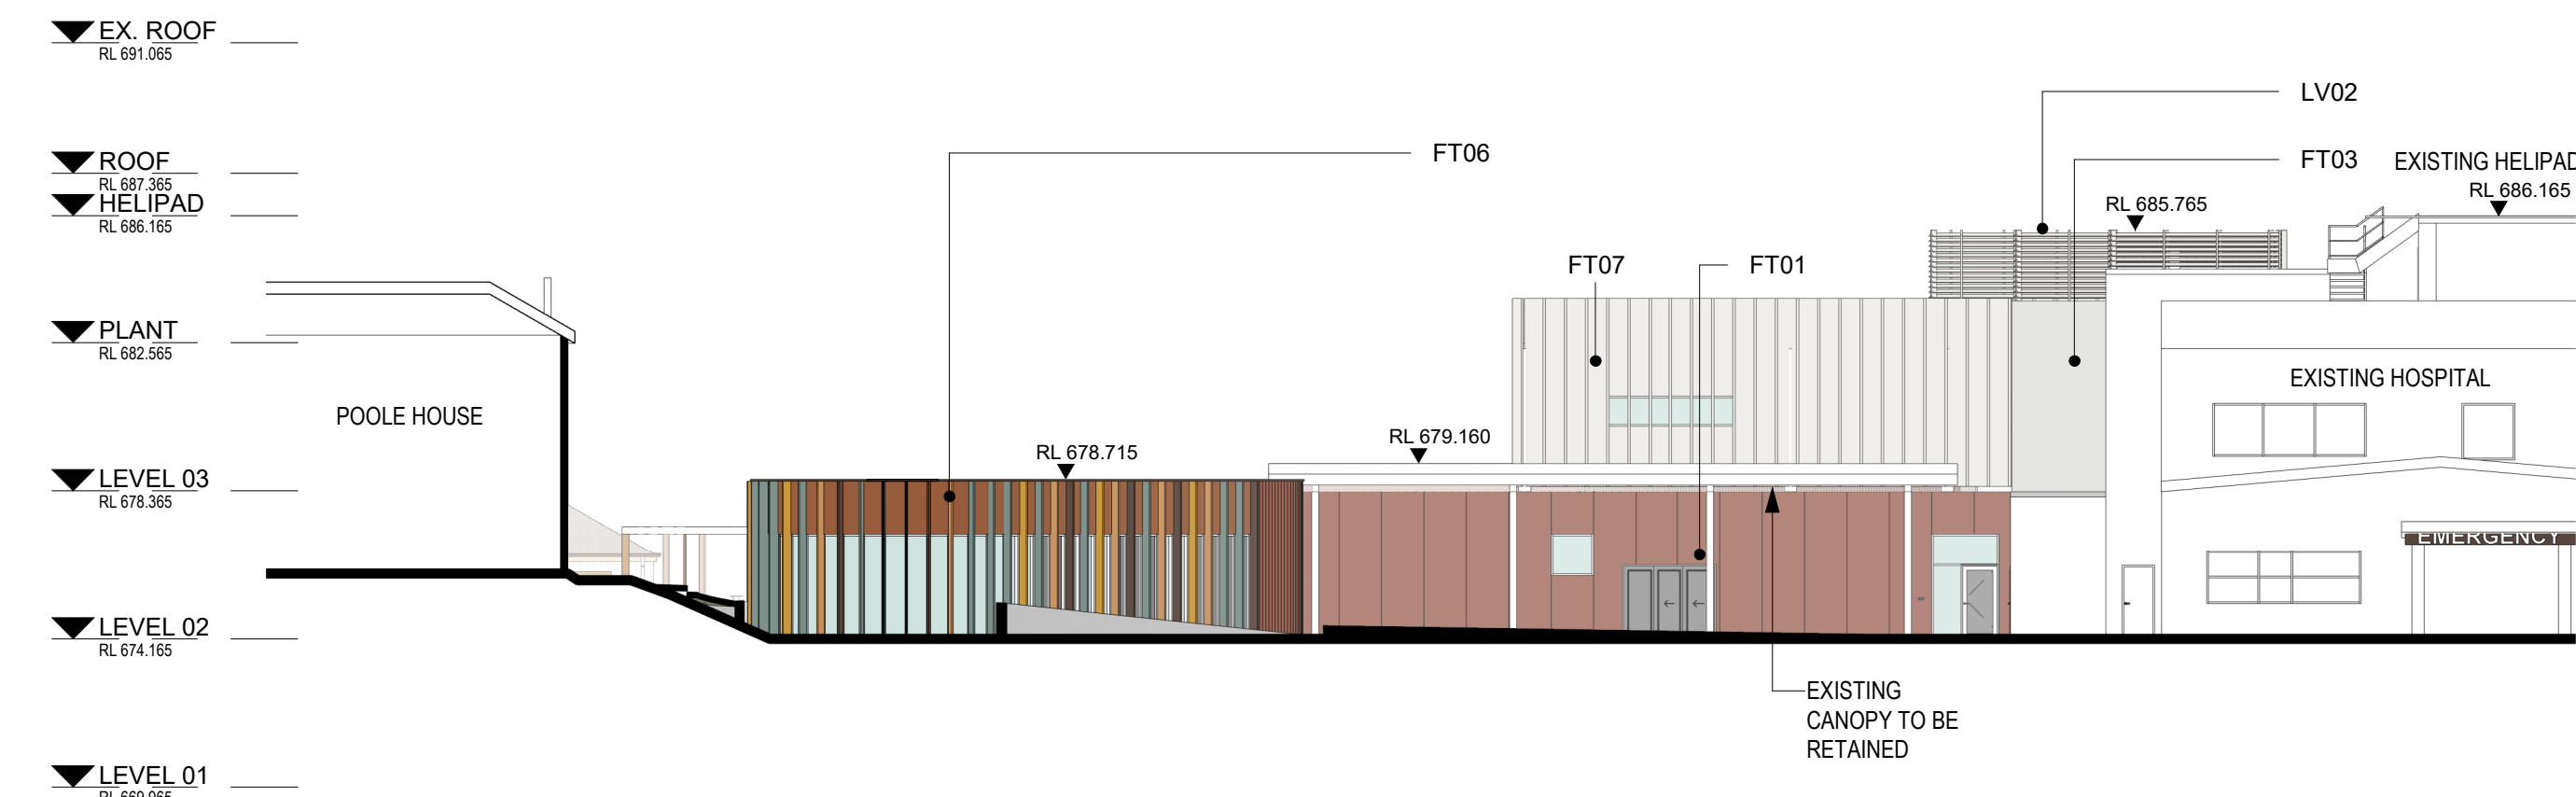 EX. ROOF
RL 691.065
LV02
ROOF
RL 687.365
FT06
FT03
EXISTING HELIPAD
RL 686.165
HELIPAD
RL 686.165
RL 685.765
FT07
FT01
PLANT
RL 682.565
EXISTING HOSPITAL
POOLE HOUSE
RL 679.160
RL 678.715
LEVEL 03
RL 678.365
EMERGENCY
LEVEL 02
RL 674.165
EXISTING
CANOPY TO BE
RETAINED
LEVEL 01
RL 669.965